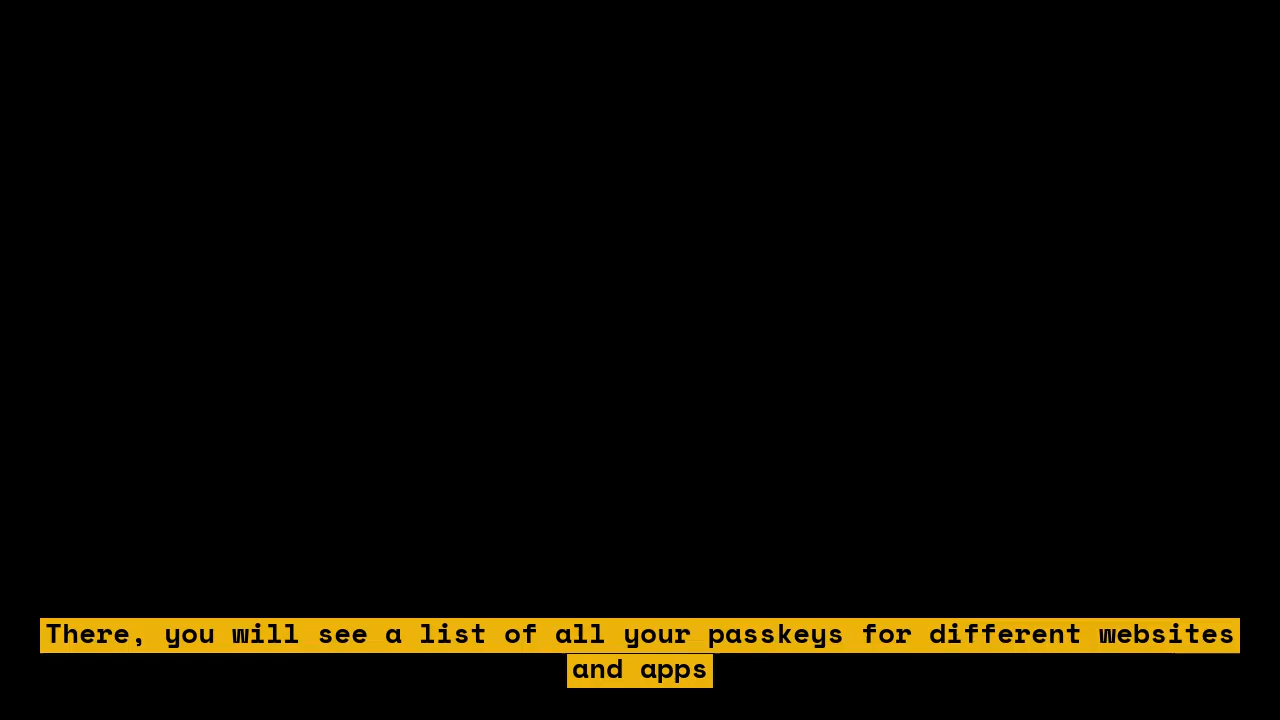 There, you will see a list of all your passkeys for different websites
and apps